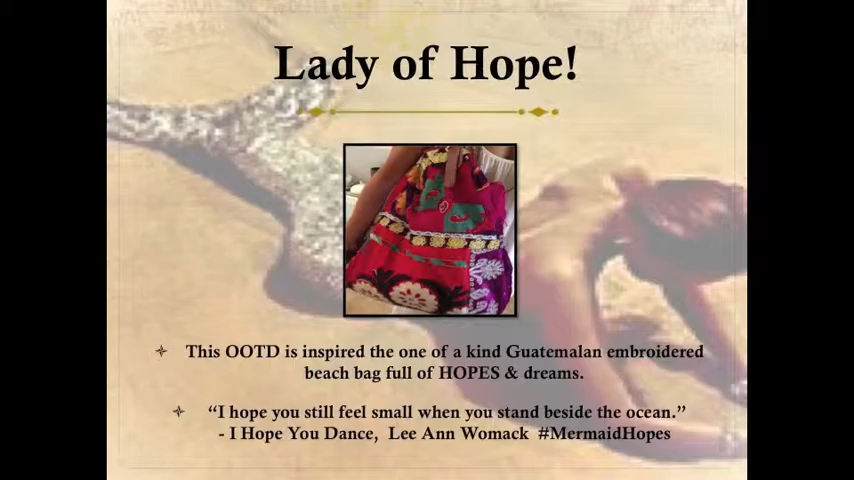 Lady of Hope!
This OOTD is inspired the one of a kind Guatemalan embroidered
beach bag full of HOPES & dreams.
“I hope you still feel small when you stand beside the ocean.”
- I Hope You Dance, Lee Ann Womack #MermaidHopes